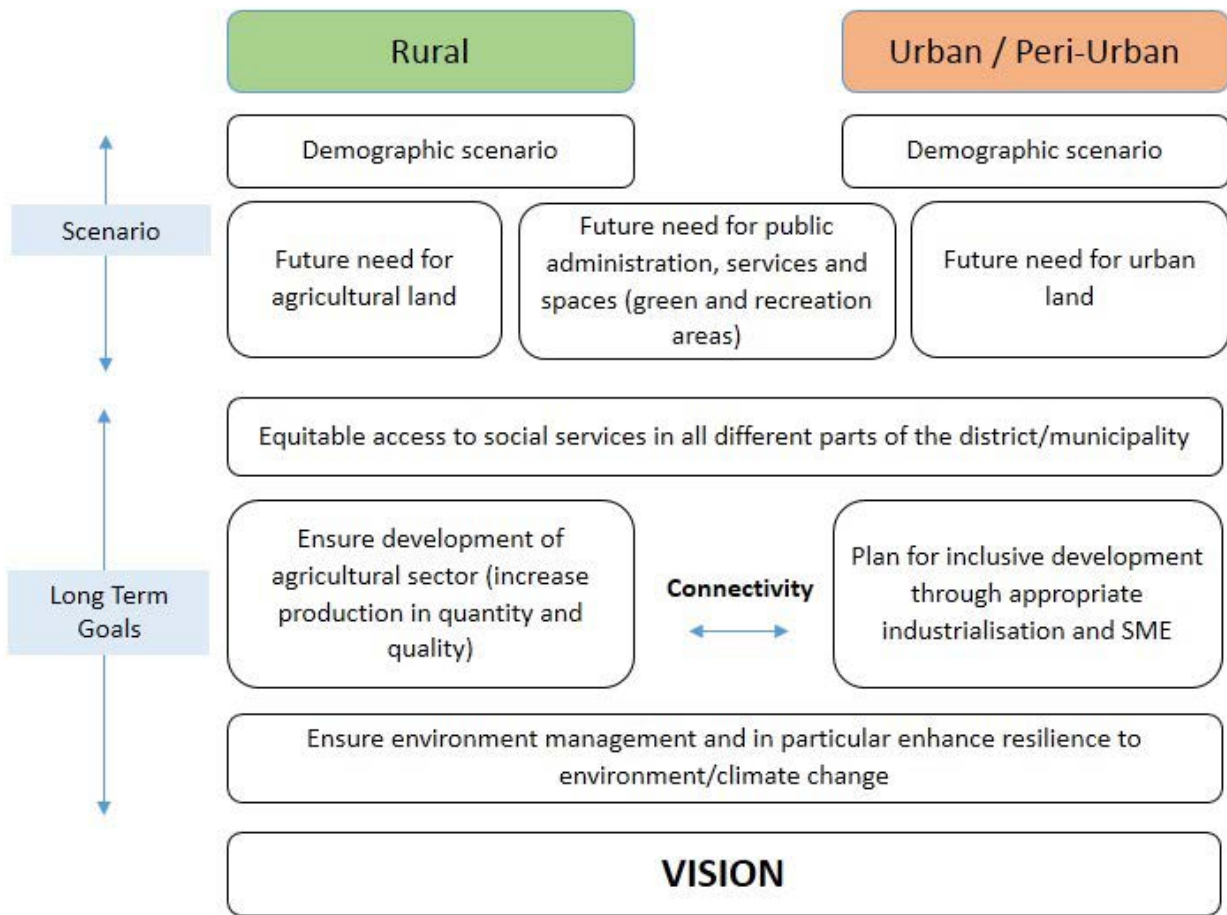 Rural
Urban / Peri-Urban
Demographic scenario
Demographic scenario
Scenario
Future need for
agricultural land
Future need for public
administration, services and
spaces (green and recreation
areas)
Future need for urban
land
Equitable access to social services in all different parts of the district/municipality
Long Term
Goals
Ensure development of
agricultural sector (increase
production in quantity and
quality)
Connectivity
Plan for inclusive development
through appropriate
industrialisation and SME
Ensure environment management and in particular enhance resilience to
environment/climate change
VISION